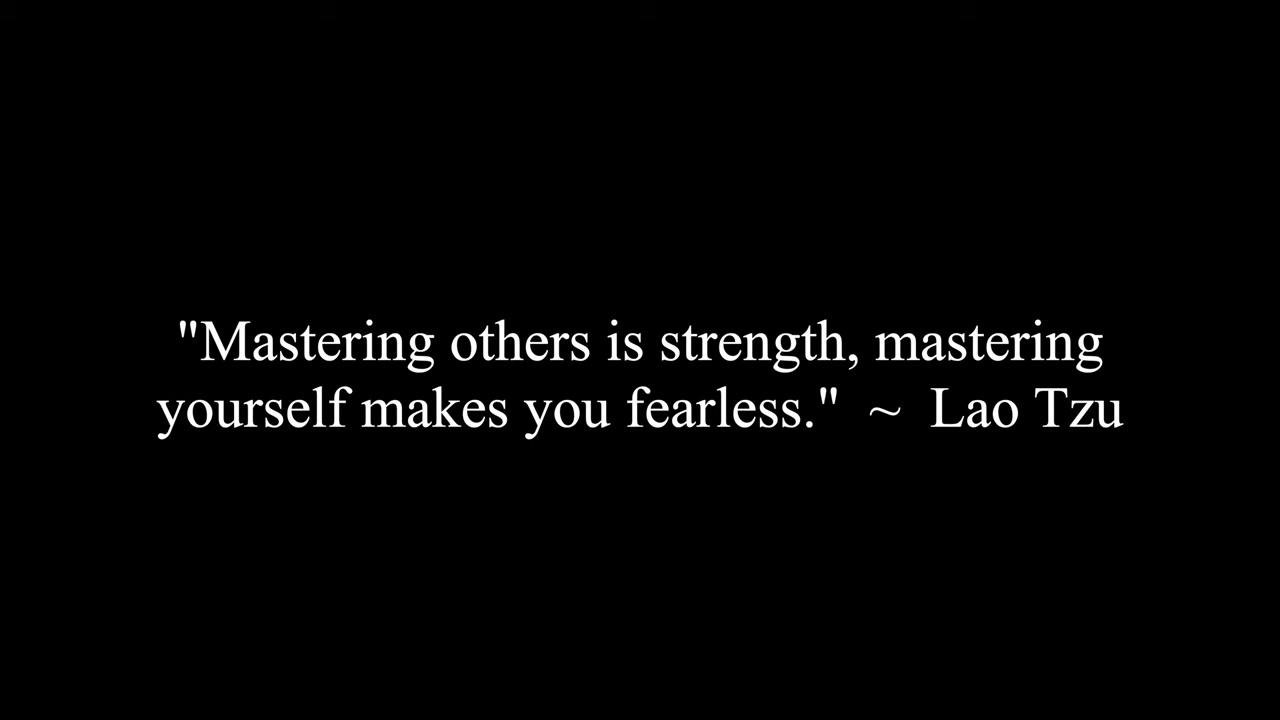 "Mastering others is strength, mastering
yourself makes you fearless."  ~  Lao Tzu